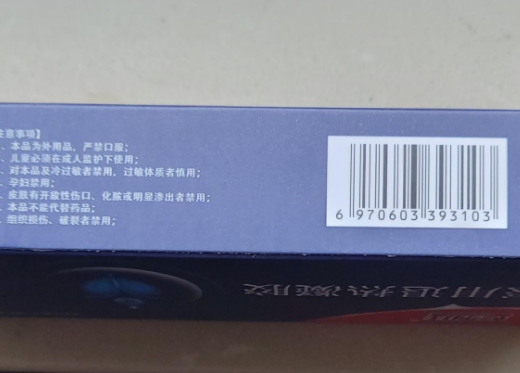 注意事项】
、本品为外用品，严禁口服；
、儿童必须在成人监护下使用；
、对本品及冷过敏者禁用，过敏体质者慎用；
、孕妇禁用；
、皮肤有开放性伤口、化脓或明显渗出者禁用；
、本品不能代替药品；
、组织损伤、破裂者禁用；
6 970603 393103
用退热凝胶